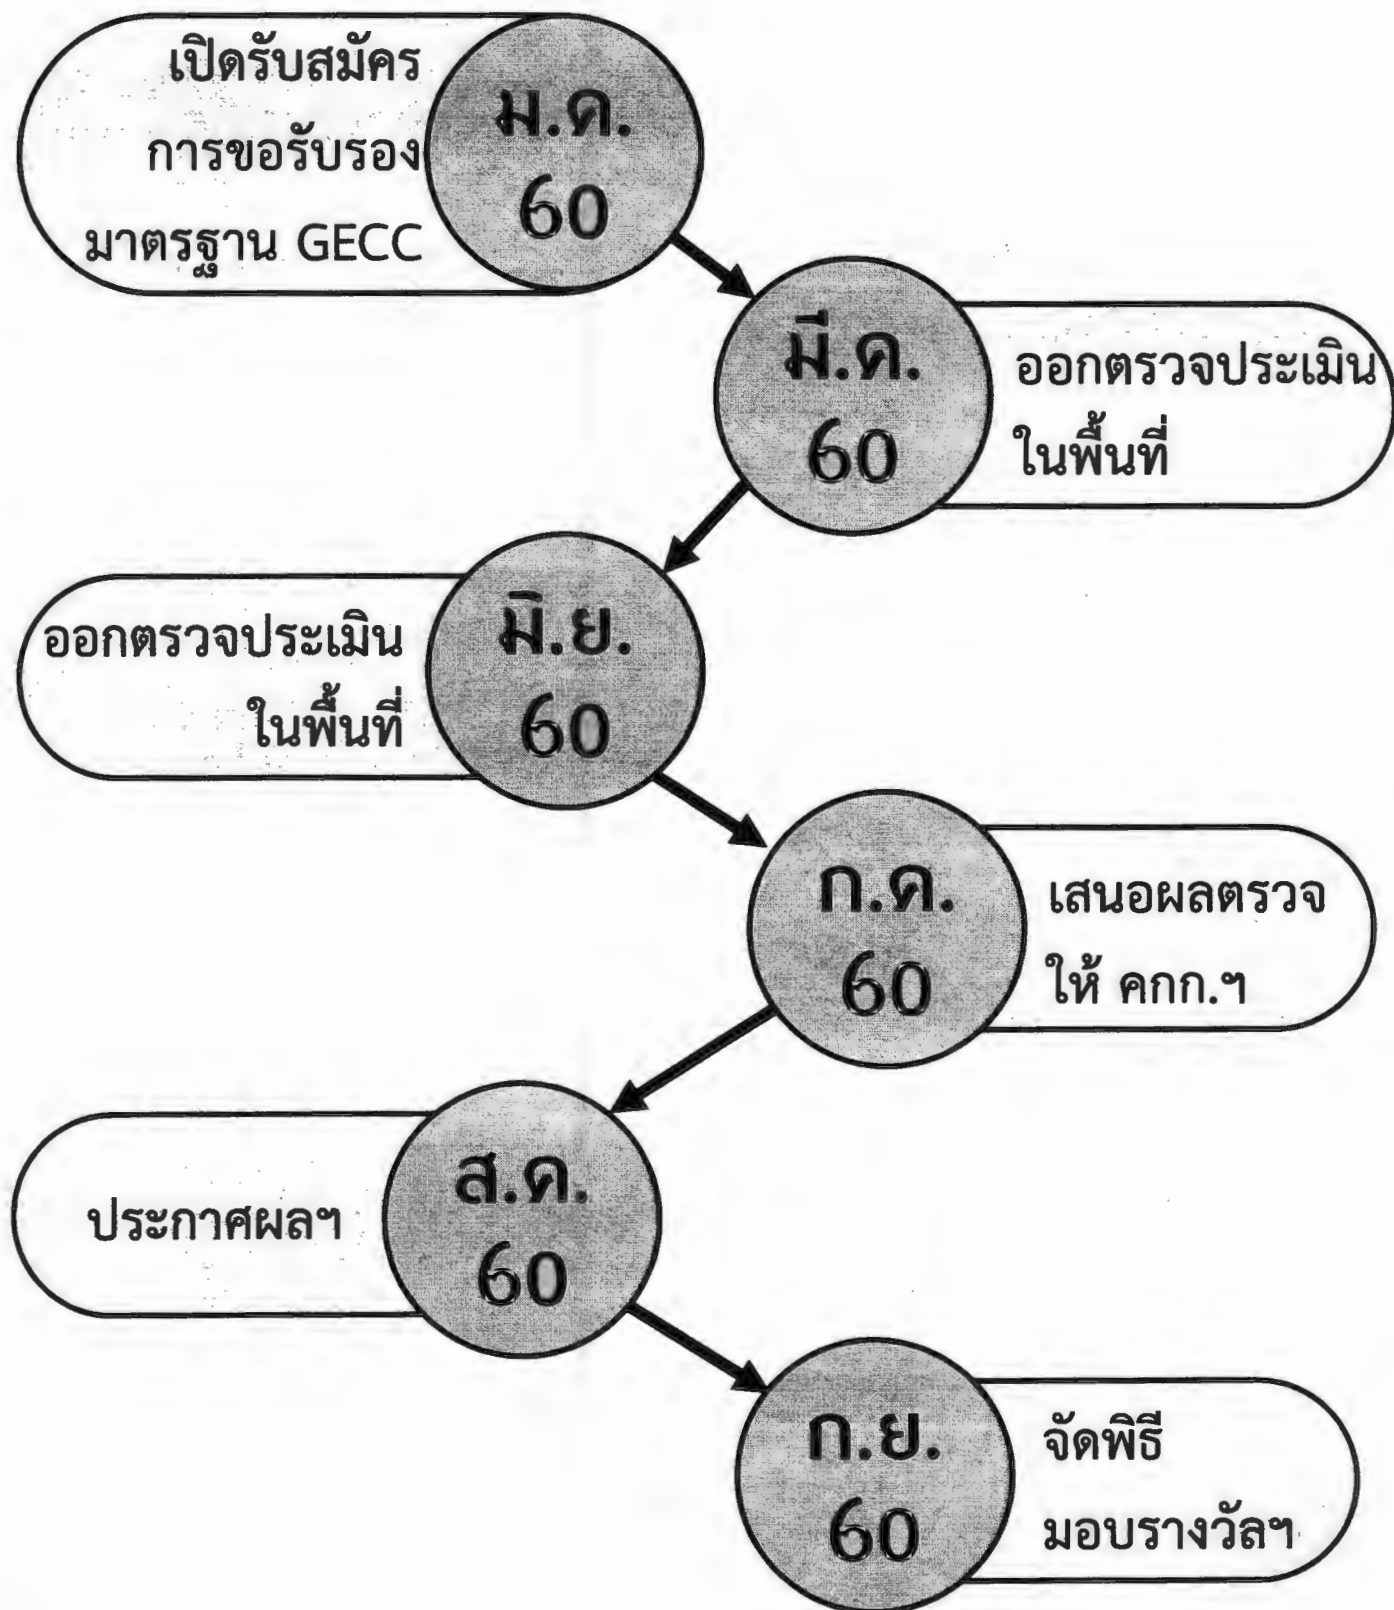 เปิดรับสมัคร
การขอรับรอง
มาตรฐาน GECC
ม.ค.
60
มี.ค.
60
ออกตรวจประเมิน
ในพื้นที่
ออกตรวจประเมิน
ในพื้นที่
มิ.ย.
60
ก.ค.
60
เสนอผลตรวจ
ให้ คกก.ฯ
ประกาศผลฯ
ส.ค.
60
ก.ย.
60
จัดพิธี
มอบรางวัลฯ